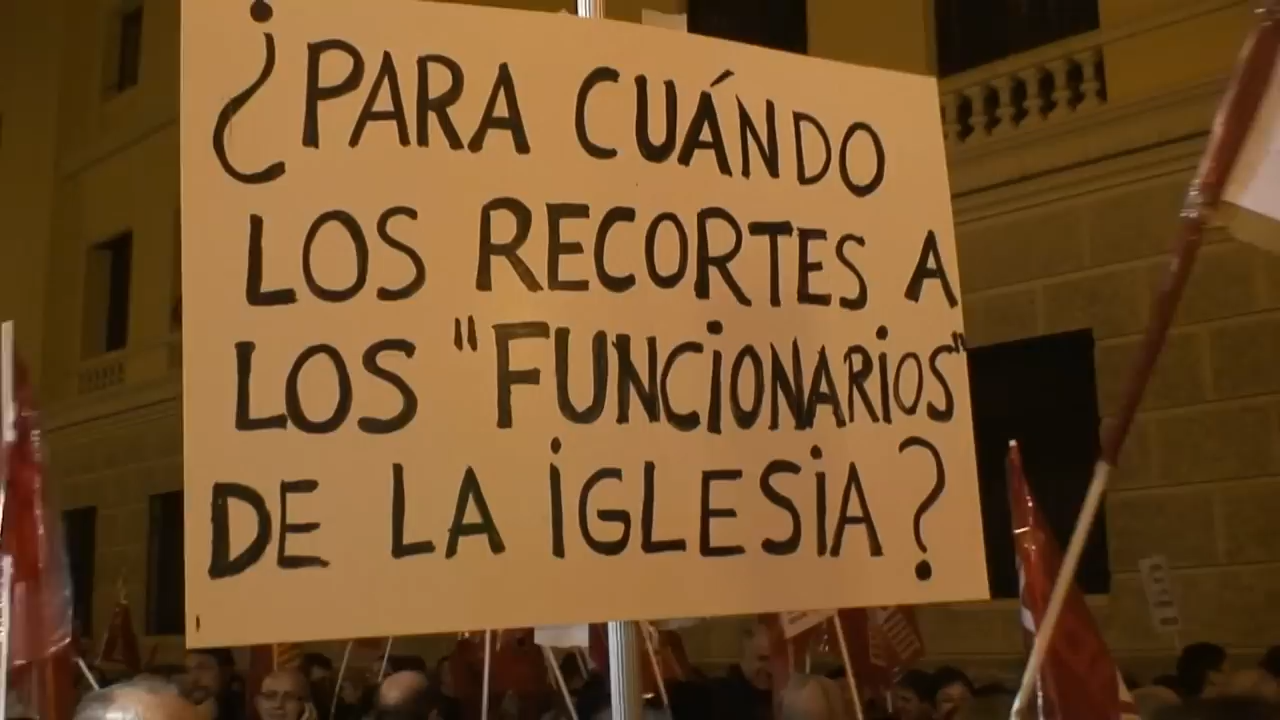 ¿PARA CUÁNDO
LOS RECORTES A
LOS "FUNCIONARIOS"
DE LA IGLESIA?